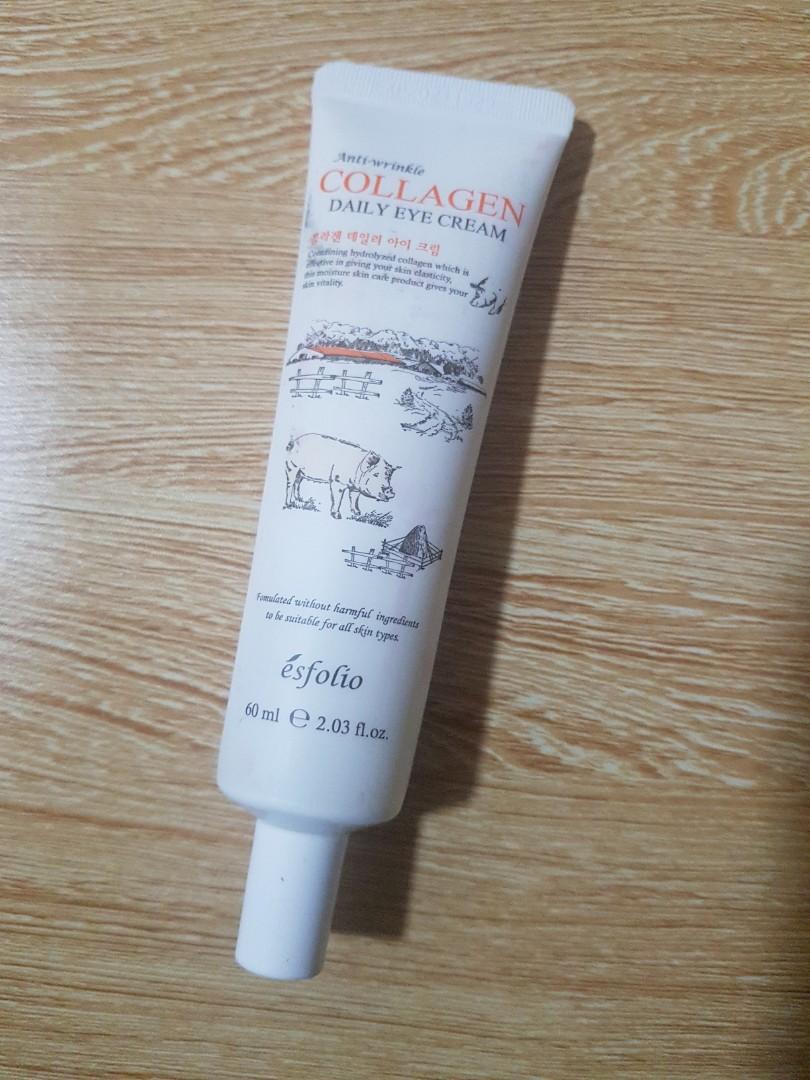 Anti-wrinkle
COLLAGEN
DAILY EYE CREAM
콜라겐 데일리 아이 크림
Containing hydrolyzed collagen which is
effective in giving your skin elasticity,
this moisture skin care product gives your
skin vitality.
Fomulated without harmful ingredients
to be suitable for all skin types.
ésfolio
60 ml ℮ 2.03 fl.oz.